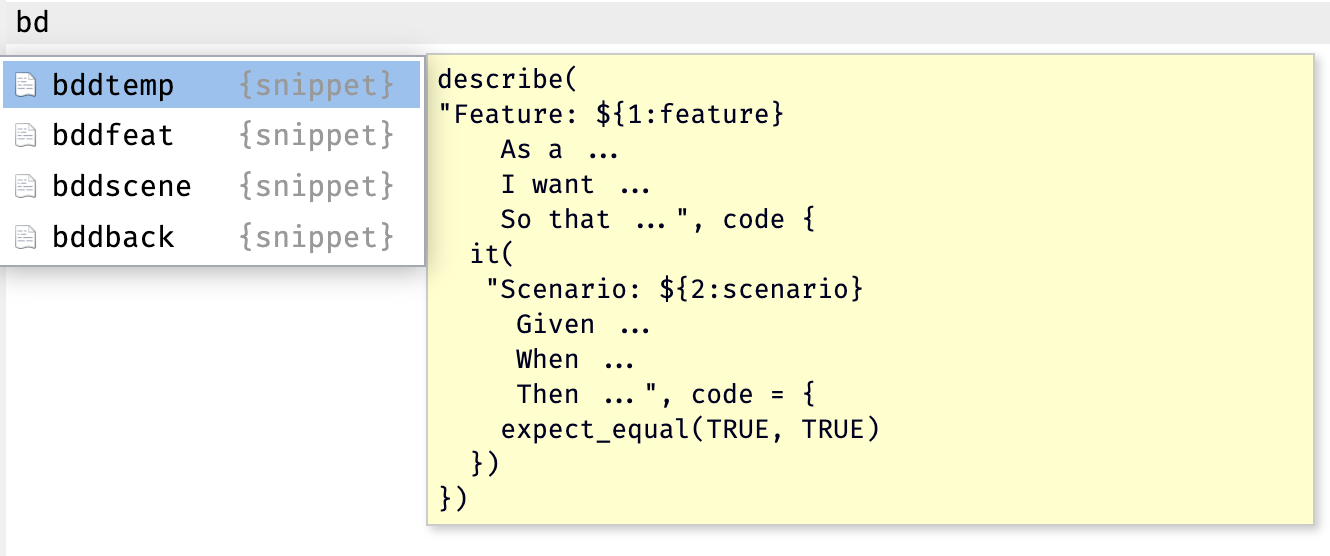 bd
bddtemp {snippet}
bddfeat {snippet}
bddscene {snippet}
bddback {snippet}
describe(
"Feature: ${1:feature}
    As a ...
    I want ...
    So that ...", code {
  it(
   "Scenario: ${2:scenario}
     Given ...
     When ...
     Then ...", code = {
    expect_equal(TRUE, TRUE)
  })
})